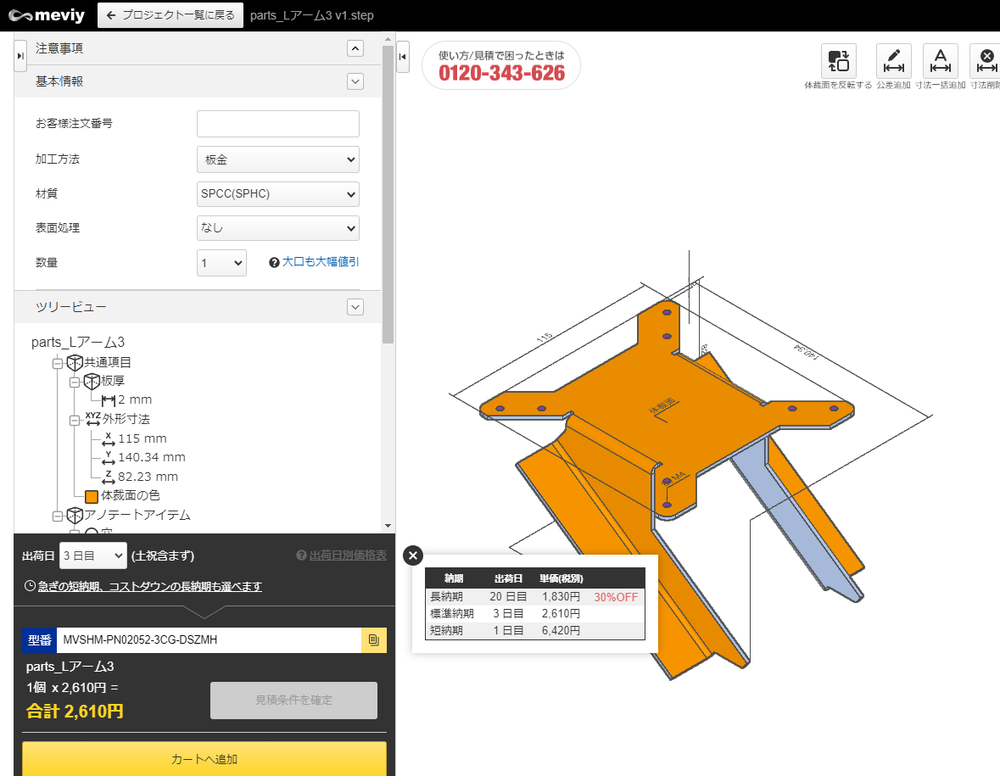 meviy
← プロジェクト一覧に戻る
parts_Lアーム3 v1.step
注意事項
基本情報
お客様注文番号
加工方法
板金
材質
SPCC(SPHC)
表面処理
なし
数量
1
大口も大幅値引
ツリービュー
parts_Lアーム3
共通項目
板厚
2 mm
XYZ 外形寸法
X 115 mm
Y 140.34 mm
Z 82.23 mm
体裁面の色
アノテートアイテム
穴
出荷日 3 日目 (土祝含まず)
出荷日別価格表
急ぎの短納期、コストダウンの長納期も選べます
型番 MVSHM-PN02052-3CG-DSZMH
parts_Lアーム3
1個 x 2,610円 =
合計 2,610円
見積条件を確定
カートへ追加
使い方/見積で困ったときは
0120-343-626
体裁面を反転する
公差追加
寸法一括追加
寸法削除
115
140.34
体裁面
M4
納期 出荷日 単価(税別)
長納期 20 日目 1,830円 30%OFF
標準納期 3 日目 2,610円
短納期 1 日目 6,420円